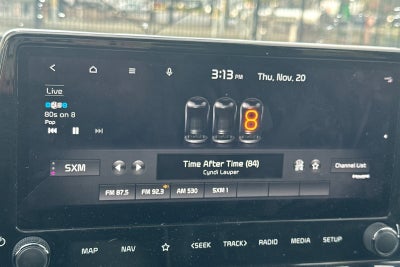 3:13 PM Thu, Nov. 20
Live
80s on 8
Pop
8
SXM
Time After Time (84)
Cyndi Lauper
Channel List
FM 87.5 FM 92.3 AM 530 SXM 1
MAP NAV <SEEK TRACK> RADIO MEDIA SETUP